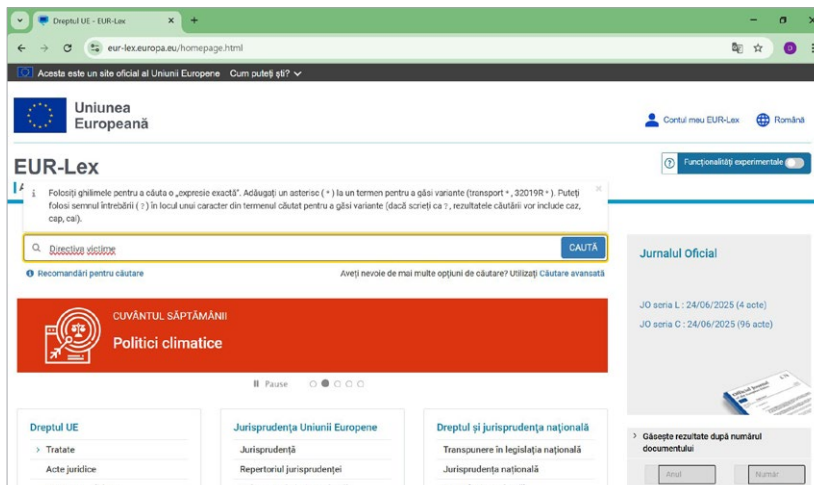 Dreptul UE - EUR-Lex
eur-lex.europa.eu/homepage.html
Acesta este un site oficial al Uniunii Europene Cum puteți ști?
Uniunea
Europeană
Contul meu EUR-Lex
Română
EUR-Lex
Funcționalități experimentale
Folosiți ghilimele pentru a căuta o „expresie exactă”. Adăugați un asterisc ( * ) la un termen pentru a găsi variante (transport *, 32019R *). Puteți
folosi semnul întrebării ( ? ) în locul unui caracter din termenul căutat pentru a găsi variante (dacă scrieți ca ?, rezultatele căutării vor include caz,
cap, cal).
Directiva victime
CAUTĂ
Recomandări pentru căutare
Aveți nevoie de mai multe opțiuni de căutare? Utilizați Căutare avansată
Jurnalul Oficial
JO seria L : 24/06/2025 (4 acte)
JO seria C : 24/06/2025 (96 acte)
CUVÂNTUL SĂPTĂMÂNII
Politici climatice
Pause
Dreptul UE
Tratate
Acte juridice
Jurisprudența Uniunii Europene
Jurisprudență
Repertoriul jurisprudenței
Dreptul și jurisprudența națională
Transpunere în legislația națională
Jurisprudența națională
Găsește rezultate după numărul
documentului
Anul
Număr